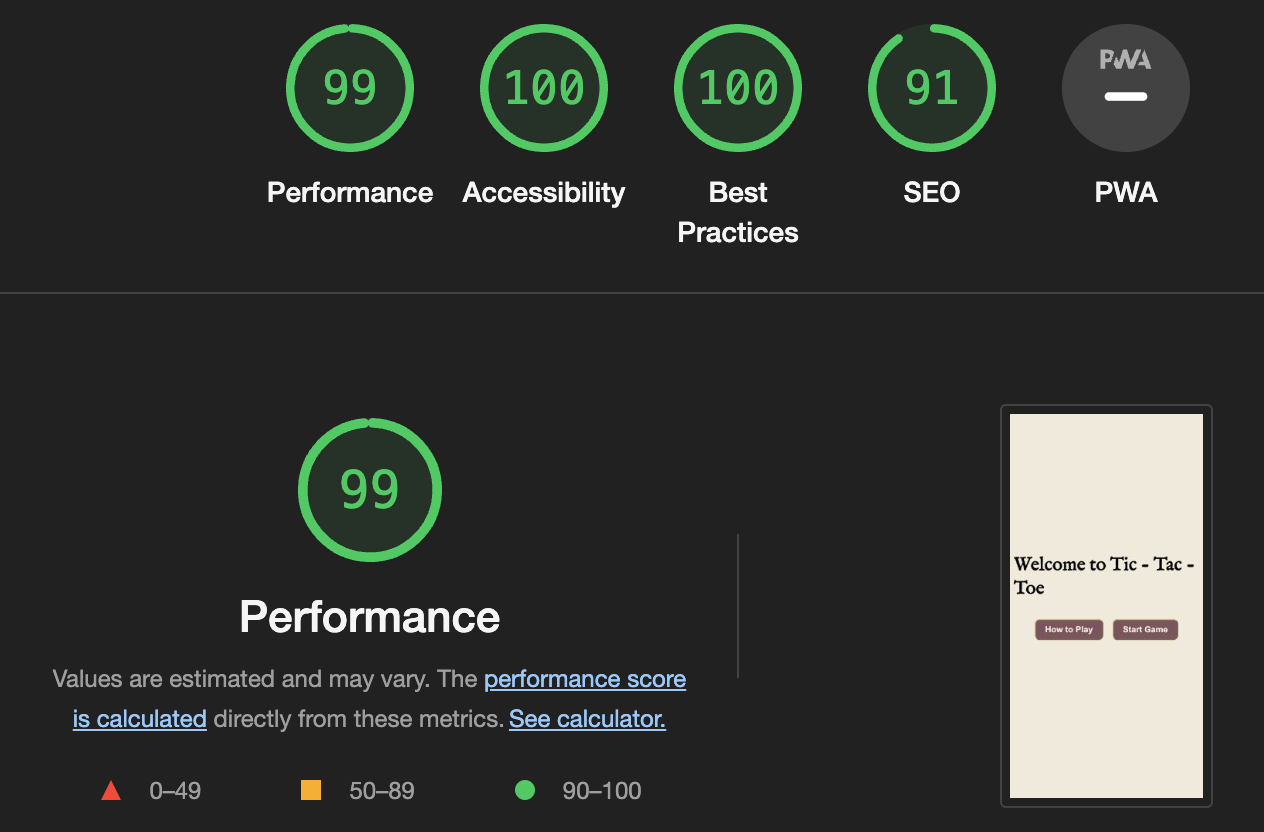 99
100
100
91
PWA
Performance
Accessibility
Best
Practices
SEO
PWA
99
Performance
Values are estimated and may vary. The performance score
is calculated directly from these metrics. See calculator.
0–49
50–89
90–100
Welcome to Tic - Tac -
Toe
How to Play
Start Game